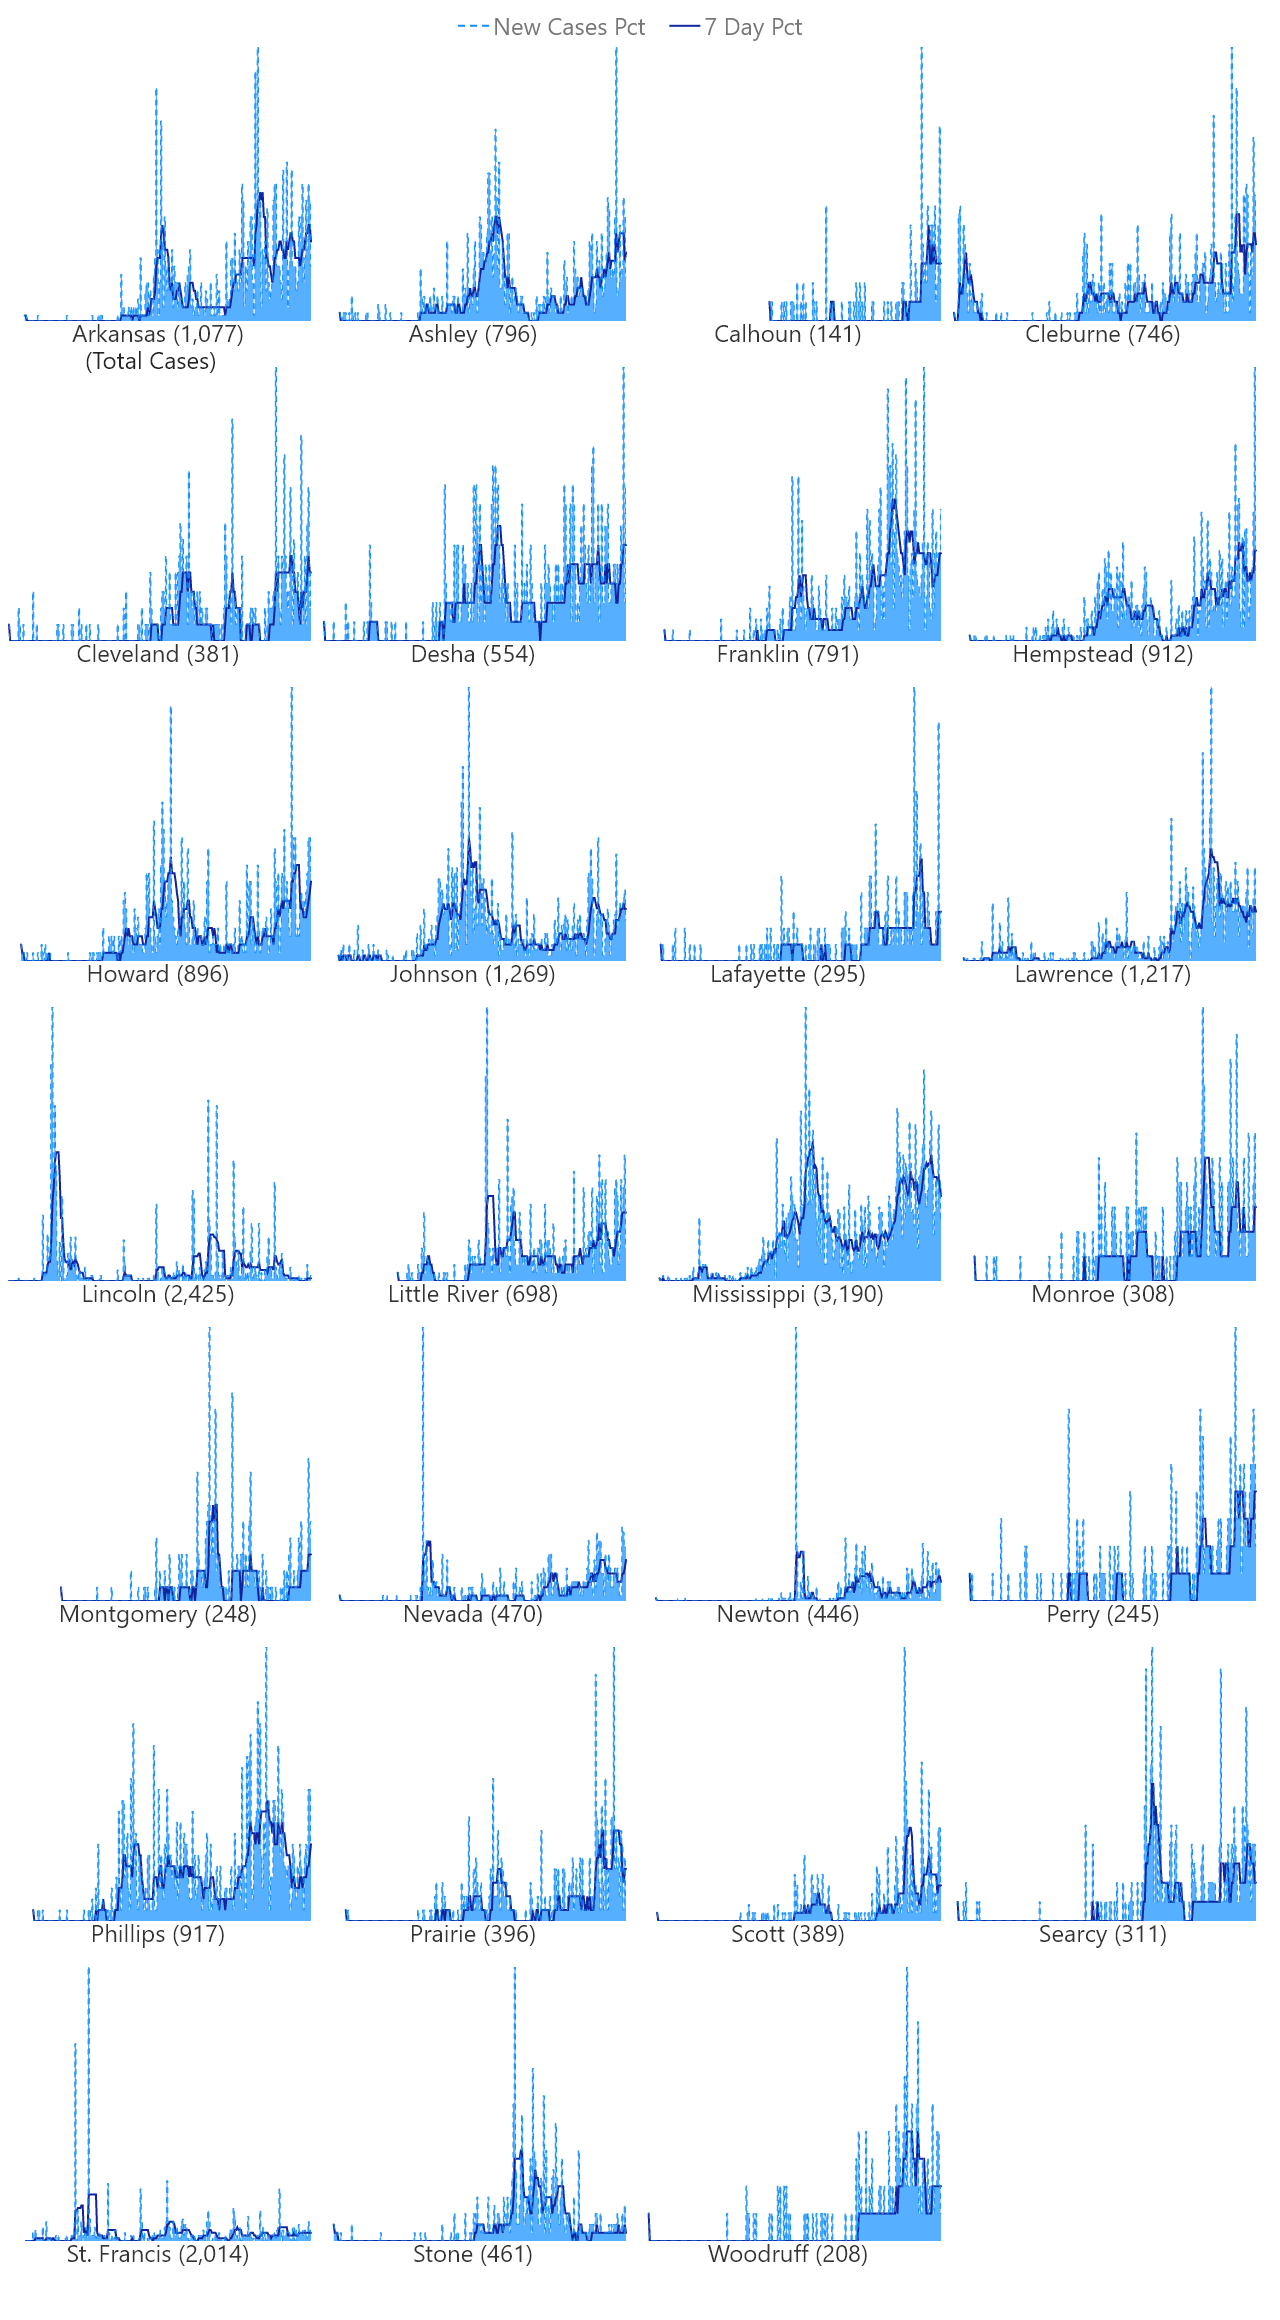 New Cases Pct 7 Day Pct
Arkansas (1,077) Ashley (796) Calhoun (141) Cleburne (746)
(Total Cases)
Cleveland (381) Desha (554) Franklin (791) Hempstead (912)
Howard (896) Johnson (1,269) Lafayette (295) Lawrence (1,217)
Lincoln (2,425) Little River (698) Mississippi (3,190) Monroe (308)
Montgomery (248) Nevada (470) Newton (446) Perry (245)
Phillips (917) Prairie (396) Scott (389) Searcy (311)
St. Francis (2,014) Stone (461) Woodruff (208)